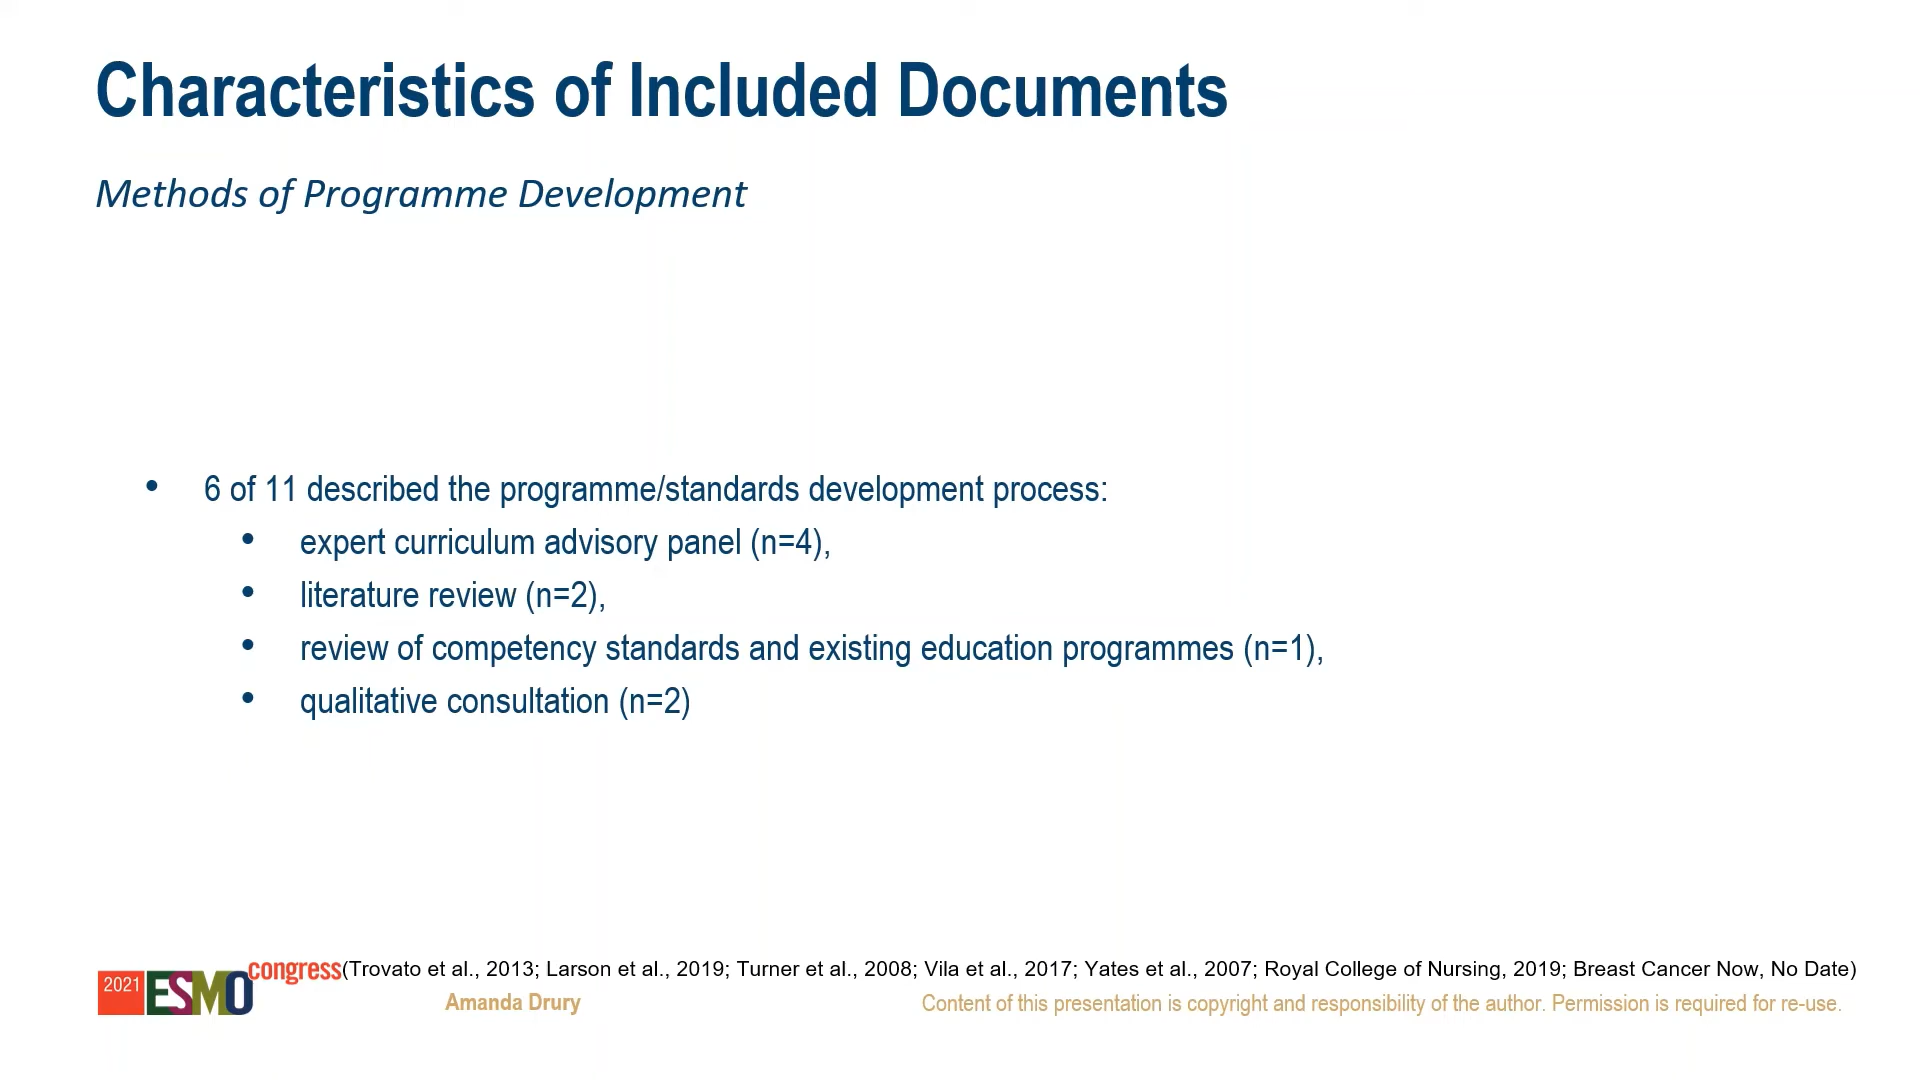 Characteristics of Included Documents
Methods of Programme Development
• 6 of 11 described the programme/standards development process:
• expert curriculum advisory panel (n=4),
• literature review (n=2),
• review of competency standards and existing education programmes (n=1),
• qualitative consultation (n=2)
2021 ESMO congress
(Trovato et al., 2013; Larson et al., 2019; Turner et al., 2008; Vila et al., 2017; Yates et al., 2007; Royal College of Nursing, 2019; Breast Cancer Now, No Date)
Amanda Drury
Content of this presentation is copyright and responsibility of the author. Permission is required for re-use.